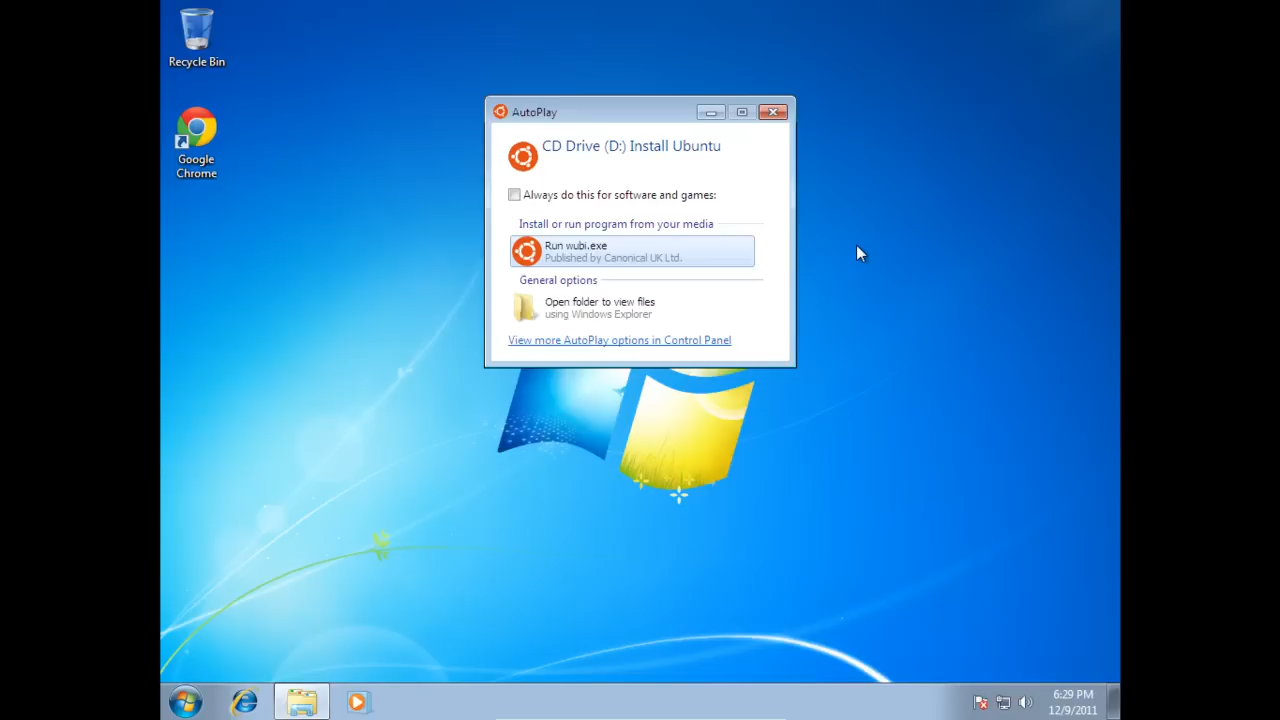 Recycle Bin
Google
Chrome
AutoPlay
CD Drive (D:) Install Ubuntu
Always do this for software and games:
Install or run program from your media
Run wubi.exe
Published by Canonical UK Ltd.
General options
Open folder to view files
using Windows Explorer
View more AutoPlay options in Control Panel
6:29 PM
12/9/2011